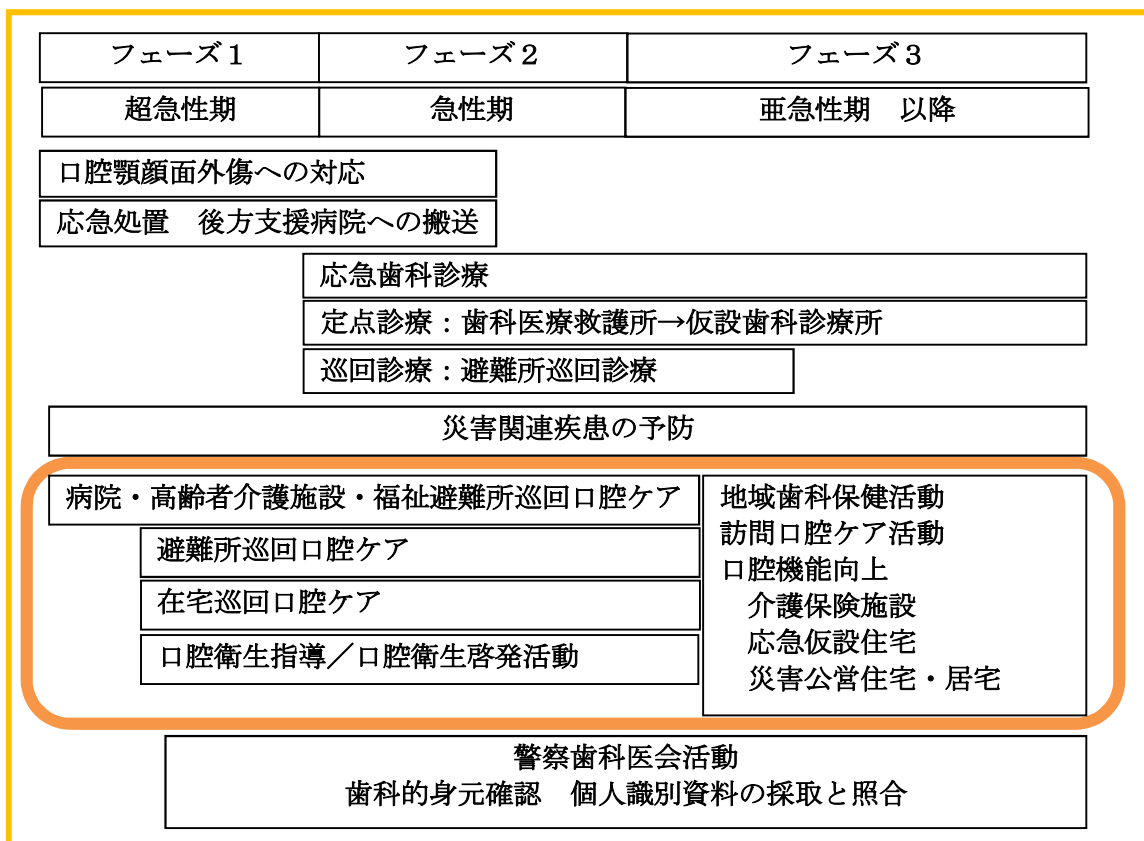 フェーズ１ フェーズ２ フェーズ３
超急性期 急性期 亜急性期　以降
口腔顎顔面外傷への対応
応急処置　後方支援病院への搬送
応急歯科診療
定点診療：歯科医療救護所→仮設歯科診療所
巡回診療：避難所巡回診療
災害関連疾患の予防
病院・高齢者介護施設・福祉避難所巡回口腔ケア
避難所巡回口腔ケア
在宅巡回口腔ケア
口腔衛生指導／口腔衛生啓発活動
地域歯科保健活動
訪問口腔ケア活動
口腔機能向上
介護保険施設
応急仮設住宅
災害公営住宅・居宅
警察歯科医会活動
歯科的身元確認　個人識別資料の採取と照合